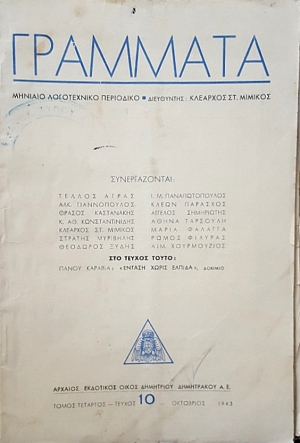 ΓΡΑΜΜΑΤΑ
ΜΗΝΙΑΙΟ ΛΟΓΟΤΕΧΝΙΚΟ ΠΕΡΙΟΔΙΚΟ ■ ΔΙΕΥΘΥΝΤΗΣ: ΚΛΕΑΡΧΟΣ ΣΤ. ΜΙΜΙΚΟΣ
ΣΥΝΕΡΓΑΖΟΝΤΑΙ:
ΤΕΛΛΟΣ ΑΓΡΑΣ
ΑΛΚ. ΓΙΑΝΝΟΠΟΥΛΟΣ
ΘΡΑΣΟΣ ΚΑΣΤΑΝΑΚΗΣ
Κ. ΑΘ. ΚΩΝΣΤΑΝΤΙΝΙΔΗΣ
ΚΛΕΑΡΧΟΣ ΣΤ. ΜΙΜΙΚΟΣ
ΣΤΡΑΤΗΣ ΜΥΡΙΒΗΛΗΣ
ΘΕΟΔΩΡΟΣ ΞΥΔΗΣ
Ι. Μ. ΠΑΝΑΓΙΩΤΟΠΟΥΛΟΣ
ΚΛΕΩΝ ΠΑΡΑΣΧΟΣ
ΑΓΓΕΛΟΣ ΣΗΜΗΡΙΩΤΗΣ
ΑΘΗΝΑ ΤΑΡΣΟΥΛΗ
ΜΑΡΙΑ ΦΑΛΑΓΓΑ
ΡΩΜΟΣ ΦΙΛΥΡΑΣ
ΑΙΜ. ΧΟΥΡΜΟΥΖΙΟΣ
ΣΤΟ ΤΕΥΧΟΣ ΤΟΥΤΟ:
ΠΑΝΟΥ ΚΑΡΑΒΙΑ: «ΕΝΤΑΣΗ ΧΩΡΙΣ ΕΛΠΙΔΑ», ΔΟΚΙΜΙΟ
ΑΡΧΑΙΟΣ ΕΚΔΟΤΙΚΟΣ ΟΙΚΟΣ ΔΗΜΗΤΡΙΟΥ ΔΗΜΗΤΡΑΚΟΥ Α.Ε.
ΤΟΜΟΣ ΤΕΤΑΡΤΟΣ — ΤΕΥΧΟΣ 10 — ΟΚΤΩΒΡΙΟΣ 1943